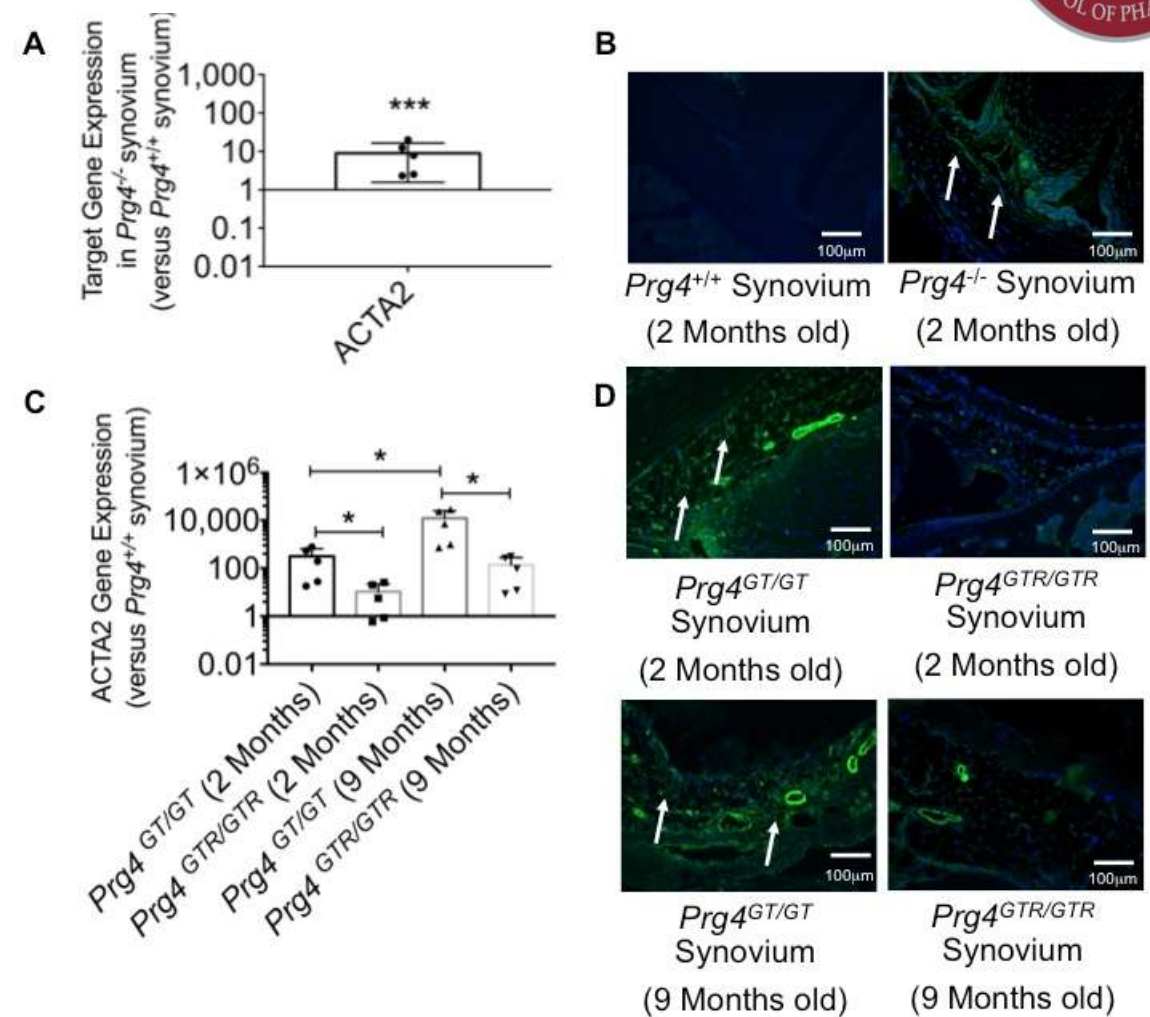 OL OF PHA
A
Target Gene Expression
in Prg4-/- synovium
(versus Prg4+/+ synovium)
1,000
100
10
1
0.1
0.01
***
ACTA2
B
100µm
100µm
Prg4+/+ Synovium
(2 Months old)
Prg4-/- Synovium
(2 Months old)
C
ACTA2 Gene Expression
(versus Prg4+/+ synovium)
1×10⁶
10,000
100
1
0.01
*
*
*
Prg4 GT/GT (2 Months)
Prg4 GTR/GTR (2 Months)
Prg4 GT/GT (9 Months)
Prg4 GTR/GTR (9 Months)
D
100µm
100µm
Prg4GT/GT
Synovium
(2 Months old)
Prg4GTR/GTR
Synovium
(2 Months old)
100µm
100µm
Prg4GT/GT
Synovium
(9 Months old)
Prg4GTR/GTR
Synovium
(9 Months old)